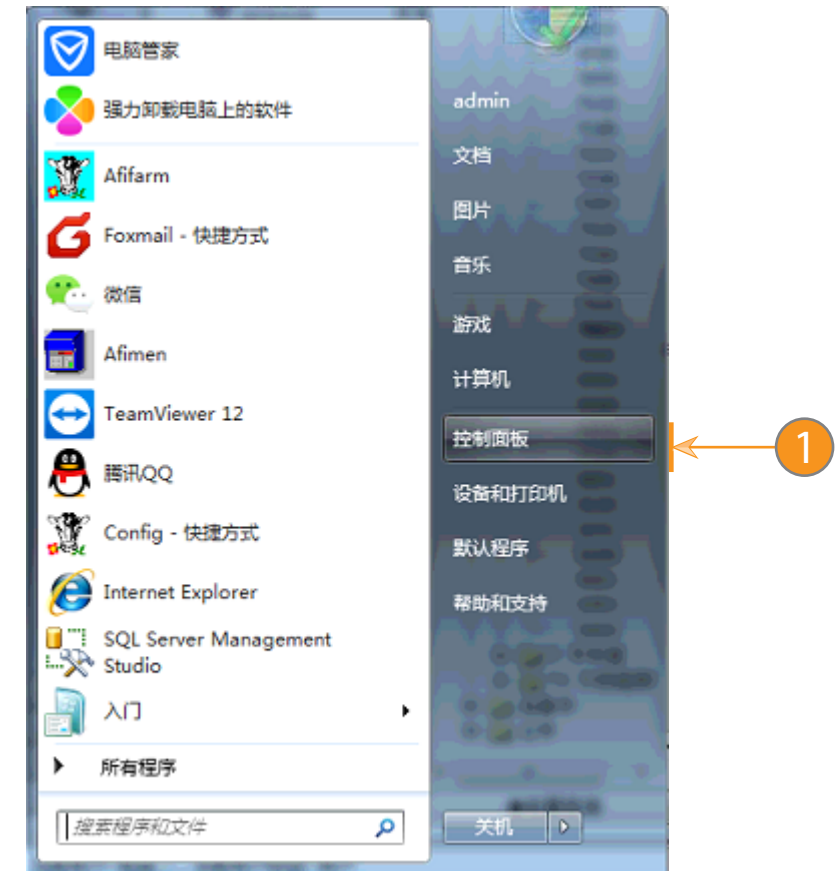 电脑管家
强力卸载电脑上的软件
Afifarm
Foxmail - 快捷方式
微信
Afimen
TeamViewer 12
腾讯QQ
Config - 快捷方式
Internet Explorer
SQL Server Management
Studio
入门
所有程序
搜索程序和文件
admin
文档
图片
音乐
游戏
计算机
控制面板
设备和打印机
默认程序
帮助和支持
关机
1